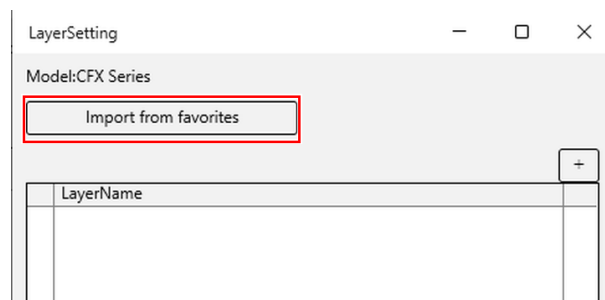 LayerSetting
Model:CFX Series
Import from favorites
+
LayerName